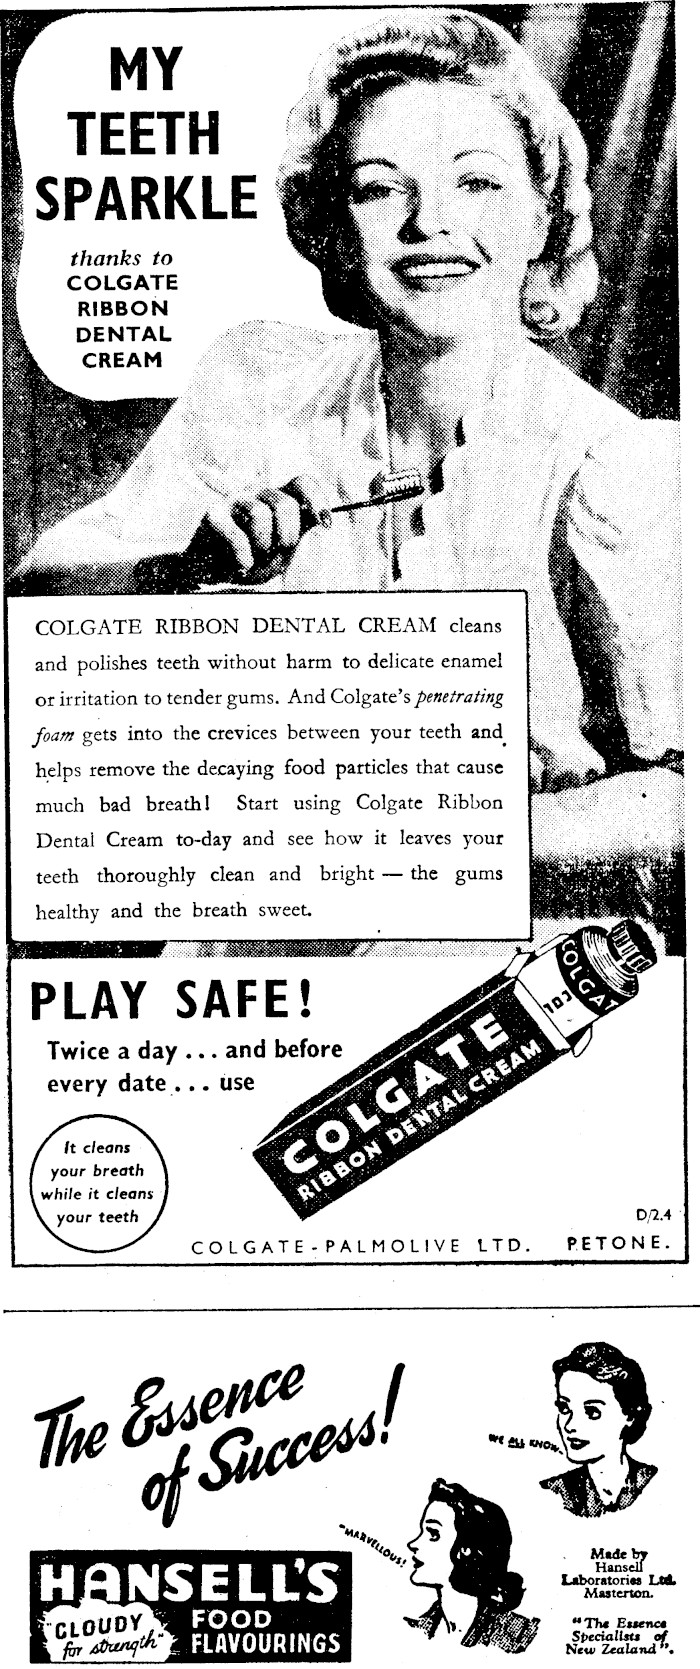 MY
TEETH
SPARKLE
thanks to
COLGATE
RIBBON
DENTAL
CREAM
COLGATE RIBBON DENTAL CREAM cleans
and polishes teeth without harm to delicate enamel
or irritation to tender gums. And Colgate's penetrating
foam gets into the crevices between your teeth and
helps remove the decaying food particles that cause
much bad breath! Start using Colgate Ribbon
Dental Cream to-day and see how it leaves your
teeth thoroughly clean and bright — the gums
healthy and the breath sweet.
PLAY SAFE!
Twice a day ... and before
every date ... use
COLGAT
COLGATE
RIBBON DENTAL CREAM
It cleans
your breath
while it cleans
your teeth
D/2.4
COLGATE-PALMOLIVE LTD. PETONE.
The Essence
of Success!
WE ALL KNOW-
"MARVELLOUS!
HANSELL'S
"CLOUDY
for strength"
FOOD
FLAVOURINGS
Made by
Hansell
Laboratories Ltd.
Masterton.
"The Essence
Specialists of
New Zealand".